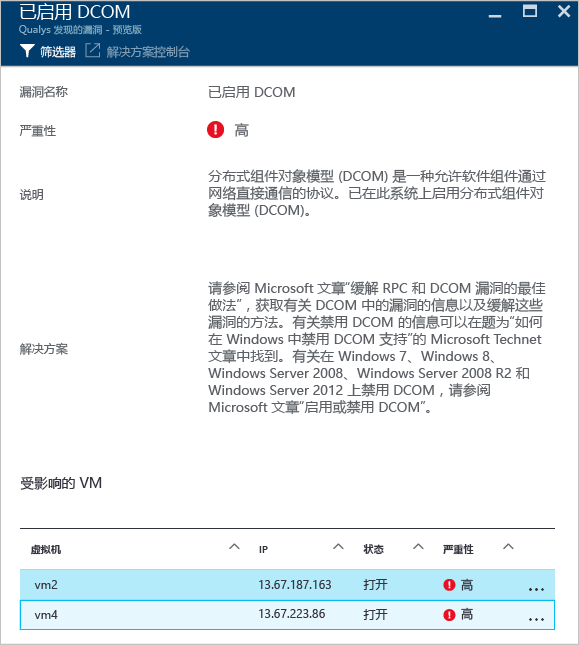 已启用 DCOM
Qualys 发现的漏洞 - 预览版
筛选器 解决方案控制台
漏洞名称 已启用 DCOM
严重性 高
说明
分布式组件对象模型 (DCOM) 是一种允许软件组件通过
网络直接通信的协议。已在此系统上启用分布式组件对
象模型 (DCOM)。
解决方案
请参阅 Microsoft 文章“缓解 RPC 和 DCOM 漏洞的最佳
做法”，获取有关 DCOM 中的漏洞的信息以及缓解这些
漏洞的方法。有关禁用 DCOM 的信息可以在题为“如何
在 Windows 中禁用 DCOM 支持”的 Microsoft Technet
文章中找到。有关在 Windows 7、Windows 8、
Windows Server 2008、Windows Server 2008 R2 和
Windows Server 2012 上禁用 DCOM，请参阅
Microsoft 文章“启用或禁用 DCOM”。
受影响的 VM
虚拟机 IP 状态 严重性
vm2 13.67.187.163 打开 高 ...
vm4 13.67.223.86 打开 高 ...